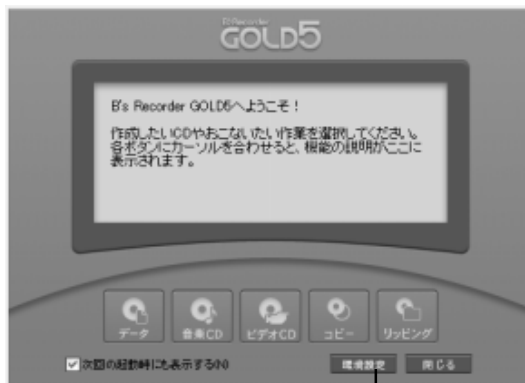 B's Recorder
GOLD5
B's Recorder GOLD5へようこそ！
作成したいCDやおこないたい作業を選択してください。
各ボタンにカーソルを合わせると、機能の説明がここに
表示されます。
データ
音楽CD
ビデオCD
コピー
リッピング
次回の起動時にも表示する(N)
環境設定
閉じる